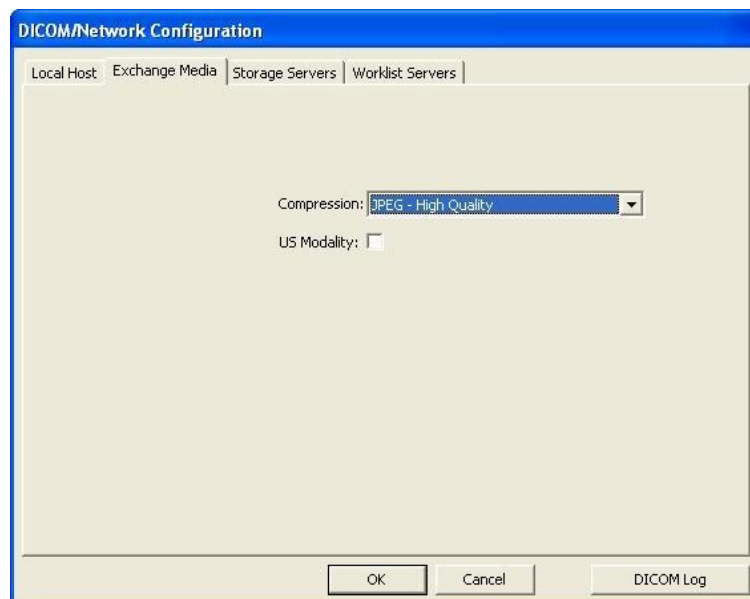 DICOM/Network Configuration
Local Host Exchange Media Storage Servers Worklist Servers
Compression: JPEG - High Quality
US Modality:
OK Cancel DICOM Log